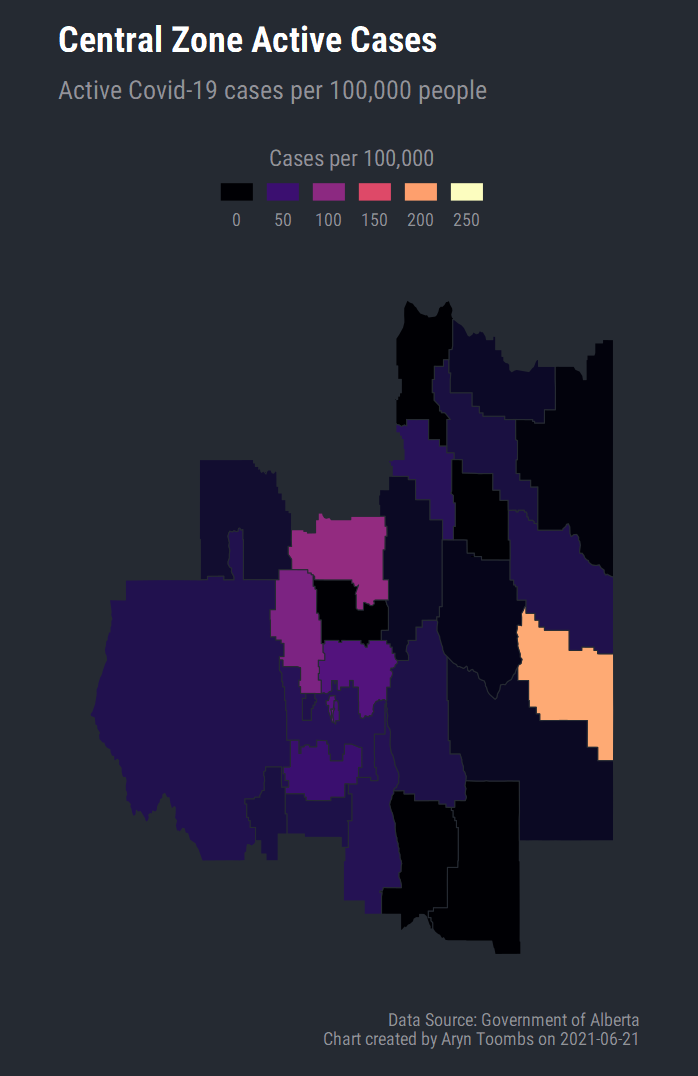 Central Zone Active Cases
Active Covid-19 cases per 100,000 people
Cases per 100,000
0 50 100 150 200 250
Data Source: Government of Alberta
Chart created by Aryn Toombs on 2021-06-21